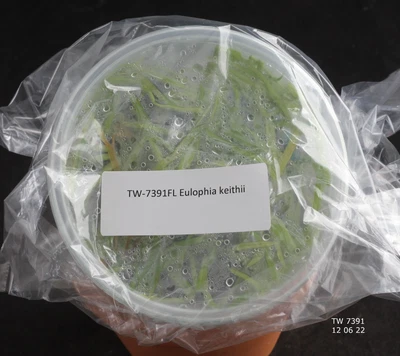 TW-7391FL Eulophia keithii
TW 7391
12 06 22